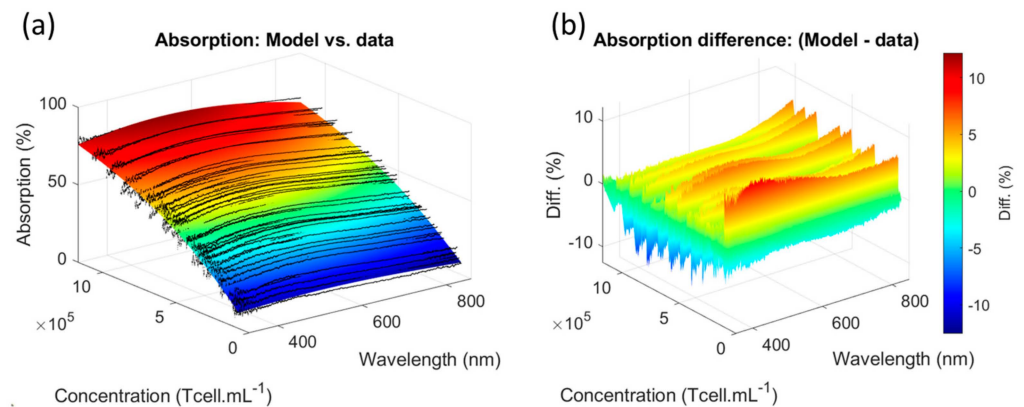 (a)
Absorption: Model vs. data
Absorption (%)
100
50
0
10
5
0
×10⁵
400
600
800
Wavelength (nm)
Concentration (Tcell.mL⁻¹)
(b)
Absorption difference: (Model - data)
Diff. (%)
10
0
-10
10
5
0
×10⁵
400
600
800
Wavelength (nm)
Concentration (Tcell.mL⁻¹)
10
5
0
-5
-10
Diff. (%)